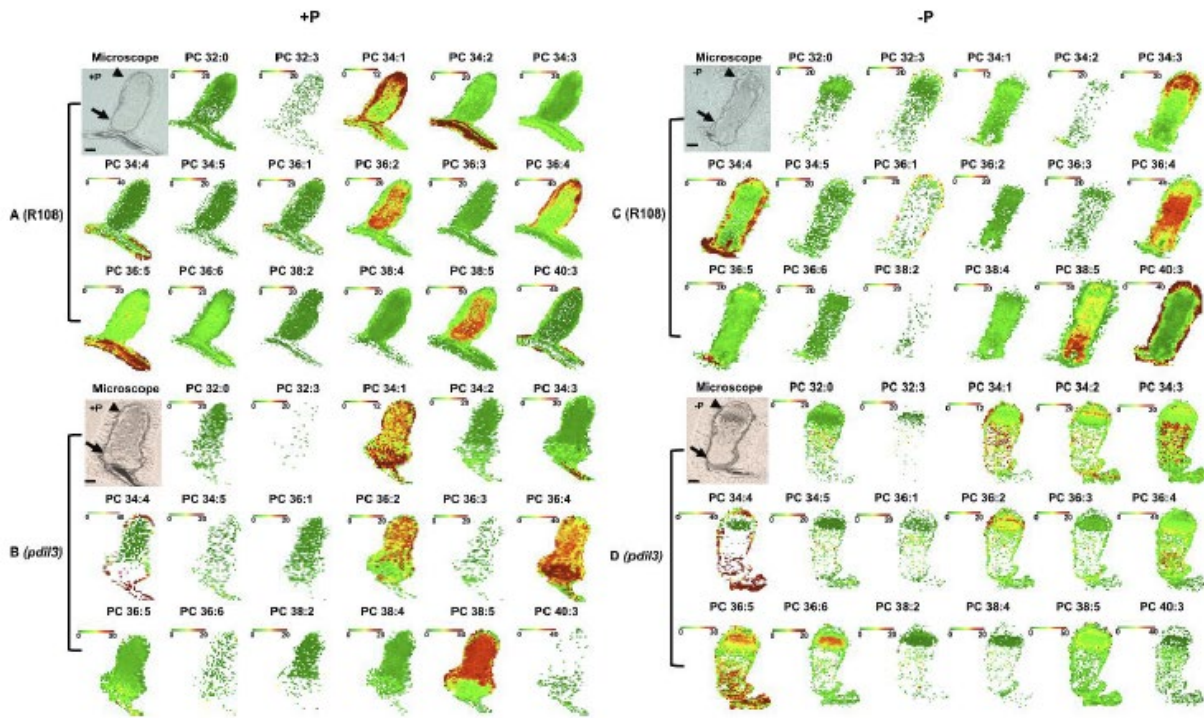 +P
-P
Microscope PC 32:0 PC 32:3 PC 34:1 PC 34:2 PC 34:3
+P
A (R108)
PC 34:4 PC 34:5 PC 36:1 PC 36:2 PC 36:3 PC 36:4
PC 36:5 PC 36:6 PC 38:2 PC 38:4 PC 38:5 PC 40:3
Microscope PC 32:0 PC 32:3 PC 34:1 PC 34:2 PC 34:3
+P
B (pdil3)
PC 34:4 PC 34:5 PC 36:1 PC 36:2 PC 36:3 PC 36:4
PC 36:5 PC 36:6 PC 38:2 PC 38:4 PC 38:5 PC 40:3
Microscope PC 32:0 PC 32:3 PC 34:1 PC 34:2 PC 34:3
-P
C (R108)
PC 34:4 PC 34:5 PC 36:1 PC 36:2 PC 36:3 PC 36:4
PC 36:5 PC 36:6 PC 38:2 PC 38:4 PC 38:5 PC 40:3
Microscope PC 32:0 PC 32:3 PC 34:1 PC 34:2 PC 34:3
-P
D (pdil3)
PC 34:4 PC 34:5 PC 36:1 PC 36:2 PC 36:3 PC 36:4
PC 36:5 PC 36:6 PC 38:2 PC 38:4 PC 38:5 PC 40:3